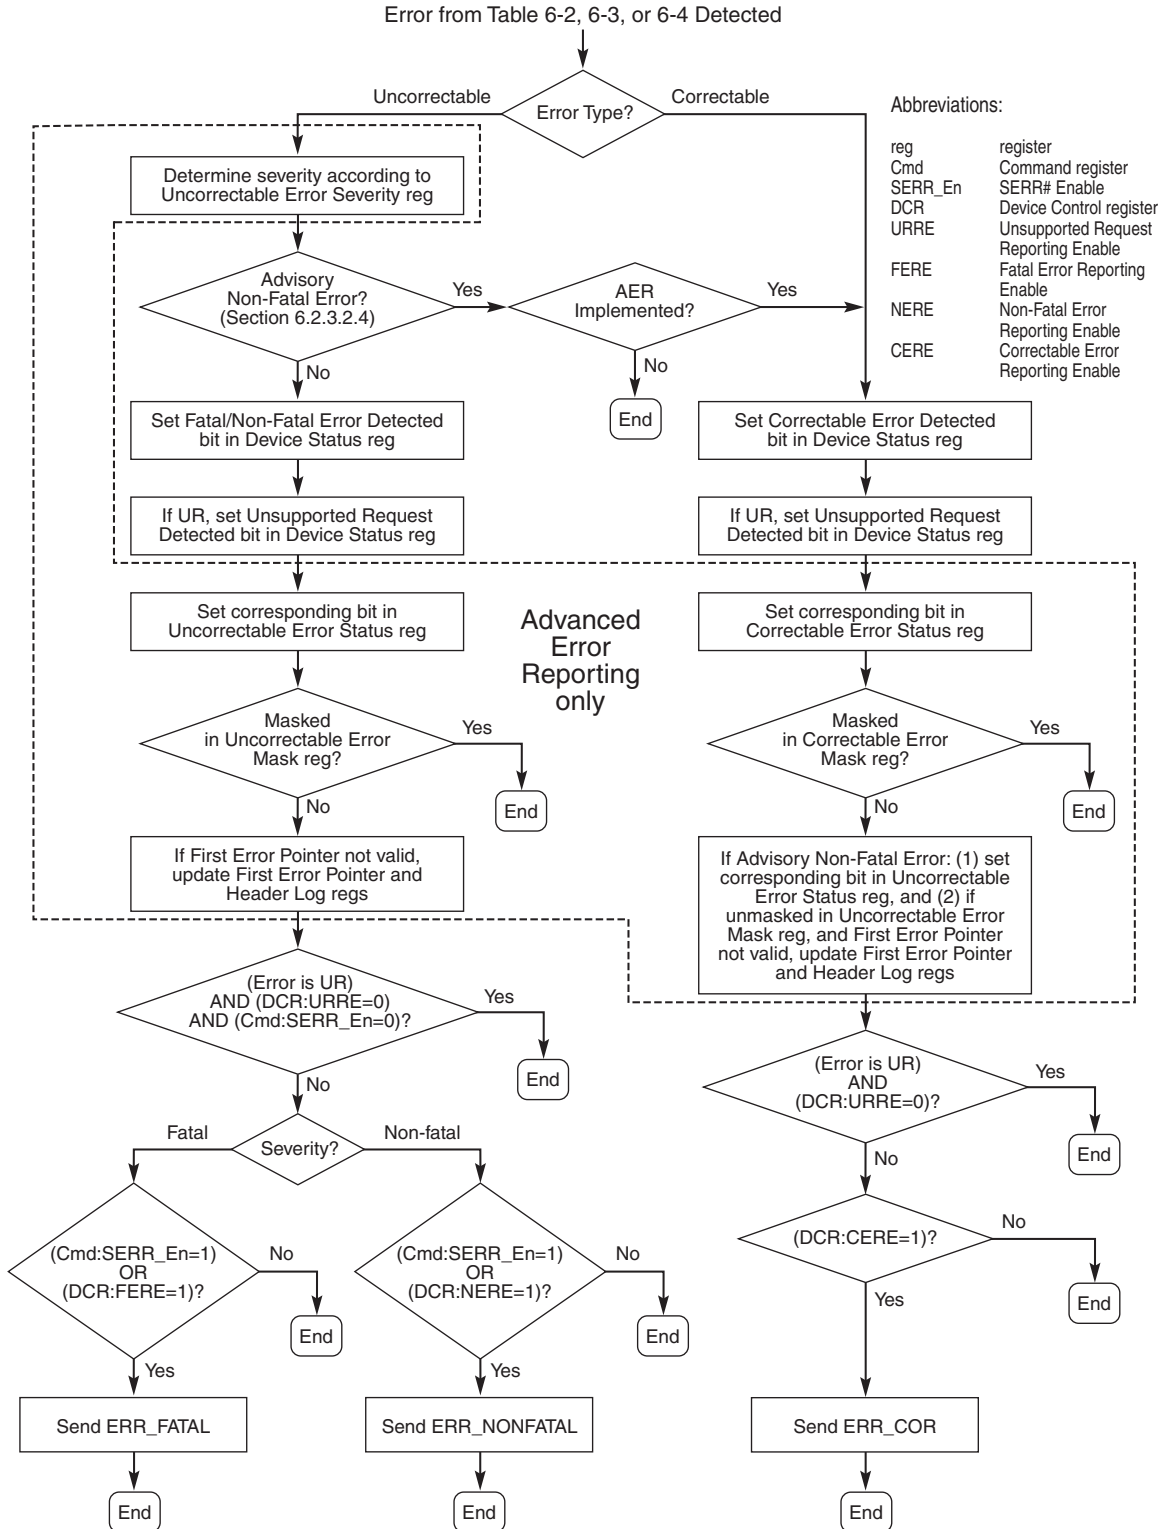 Error from Table 6-2, 6-3, or 6-4 Detected
Uncorrectable
Error Type?
Correctable
Abbreviations:
reg register
Cmd Command register
SERR_En SERR# Enable
DCR Device Control register
URRE Unsupported Request
Reporting Enable
FERE Fatal Error Reporting
Enable
NERE Non-Fatal Error
Reporting Enable
CERE Correctable Error
Reporting Enable
Determine severity according to
Uncorrectable Error Severity reg
Advisory
Non-Fatal Error?
(Section 6.2.3.2.4)
Yes
No
AER
Implemented?
Yes
No
End
Set Fatal/Non-Fatal Error Detected
bit in Device Status reg
Set Correctable Error Detected
bit in Device Status reg
If UR, set Unsupported Request
Detected bit in Device Status reg
If UR, set Unsupported Request
Detected bit in Device Status reg
Set corresponding bit in
Uncorrectable Error Status reg
Advanced
Error
Reporting
only
Set corresponding bit in
Correctable Error Status reg
Masked
in Uncorrectable Error
Mask reg?
Yes
End
No
Masked
in Correctable Error
Mask reg?
Yes
End
No
If First Error Pointer not valid,
update First Error Pointer and
Header Log regs
If Advisory Non-Fatal Error: (1) set
corresponding bit in Uncorrectable
Error Status reg, and (2) if
unmasked in Uncorrectable Error
Mask reg, and First Error Pointer
not valid, update First Error Pointer
and Header Log regs
(Error is UR)
AND (DCR:URRE=0)
AND (Cmd:SERR_En=0)?
Yes
End
No
(Error is UR)
AND
(DCR:URRE=0)?
Yes
End
No
Fatal
Severity?
Non-fatal
(Cmd:SERR_En=1)
OR
(DCR:FERE=1)?
No
End
Yes
(Cmd:SERR_En=1)
OR
(DCR:NERE=1)?
No
End
Yes
(DCR:CERE=1)?
No
End
Yes
Send ERR_FATAL
Send ERR_NONFATAL
Send ERR_COR
End
End
End